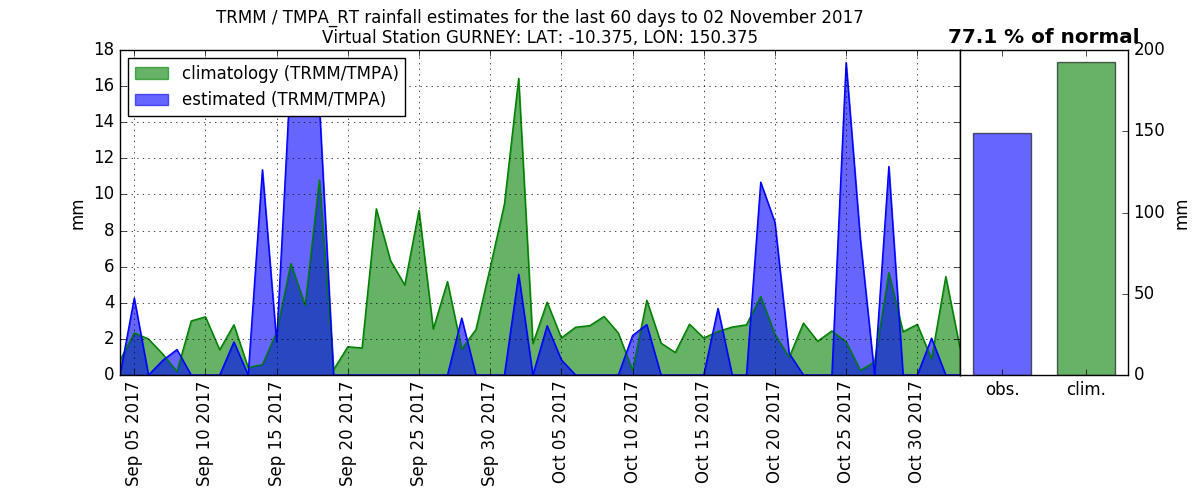 TRMM / TMPA_RT rainfall estimates for the last 60 days to 02 November 2017
Virtual Station GURNEY: LAT: -10.375, LON: 150.375
77.1 % of normal
climatology (TRMM/TMPA)
estimated (TRMM/TMPA)
18
16
14
12
10
8
6
4
2
0
mm
Sep 05 2017
Sep 10 2017
Sep 15 2017
Sep 20 2017
Sep 25 2017
Sep 30 2017
Oct 05 2017
Oct 10 2017
Oct 15 2017
Oct 20 2017
Oct 25 2017
Oct 30 2017
200
150
100
50
0
mm
obs.
clim.